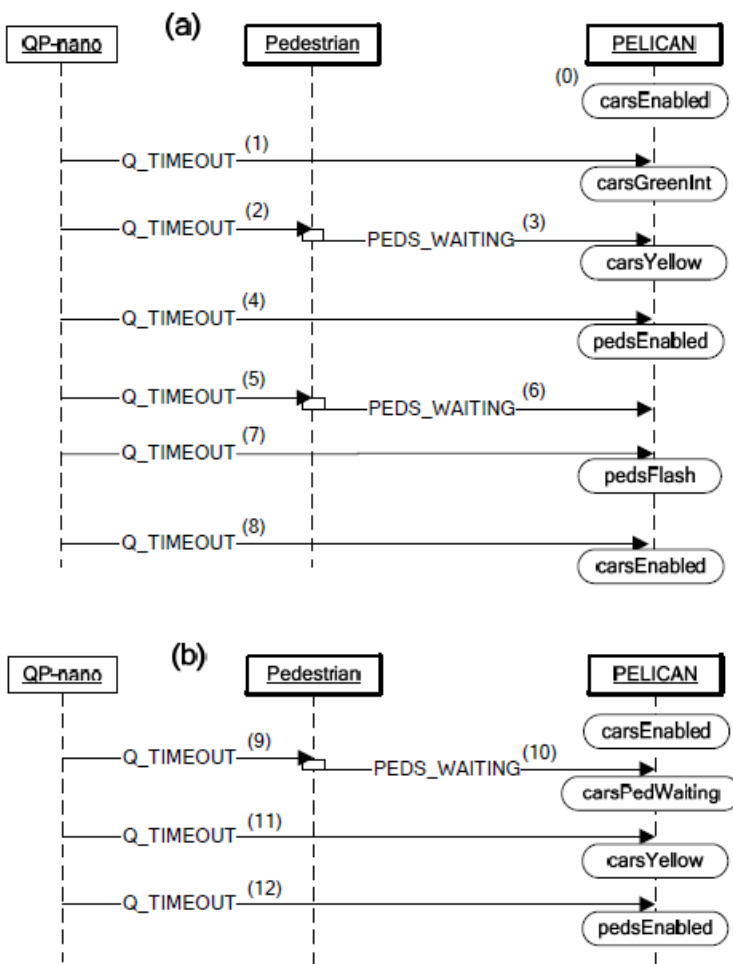 (a)
QP-nano Pedestrian PELICAN
(0)
carsEnabled
Q_TIMEOUT (1)
carsGreenInt
Q_TIMEOUT (2)
PEDS_WAITING (3)
carsYellow
Q_TIMEOUT (4)
pedsEnabled
Q_TIMEOUT (5)
PEDS_WAITING (6)
Q_TIMEOUT (7)
pedsFlash
Q_TIMEOUT (8)
carsEnabled
(b)
QP-nano Pedestrian PELICAN
carsEnabled
Q_TIMEOUT (9)
PEDS_WAITING (10)
carsPedWaiting
Q_TIMEOUT (11)
carsYellow
Q_TIMEOUT (12)
pedsEnabled